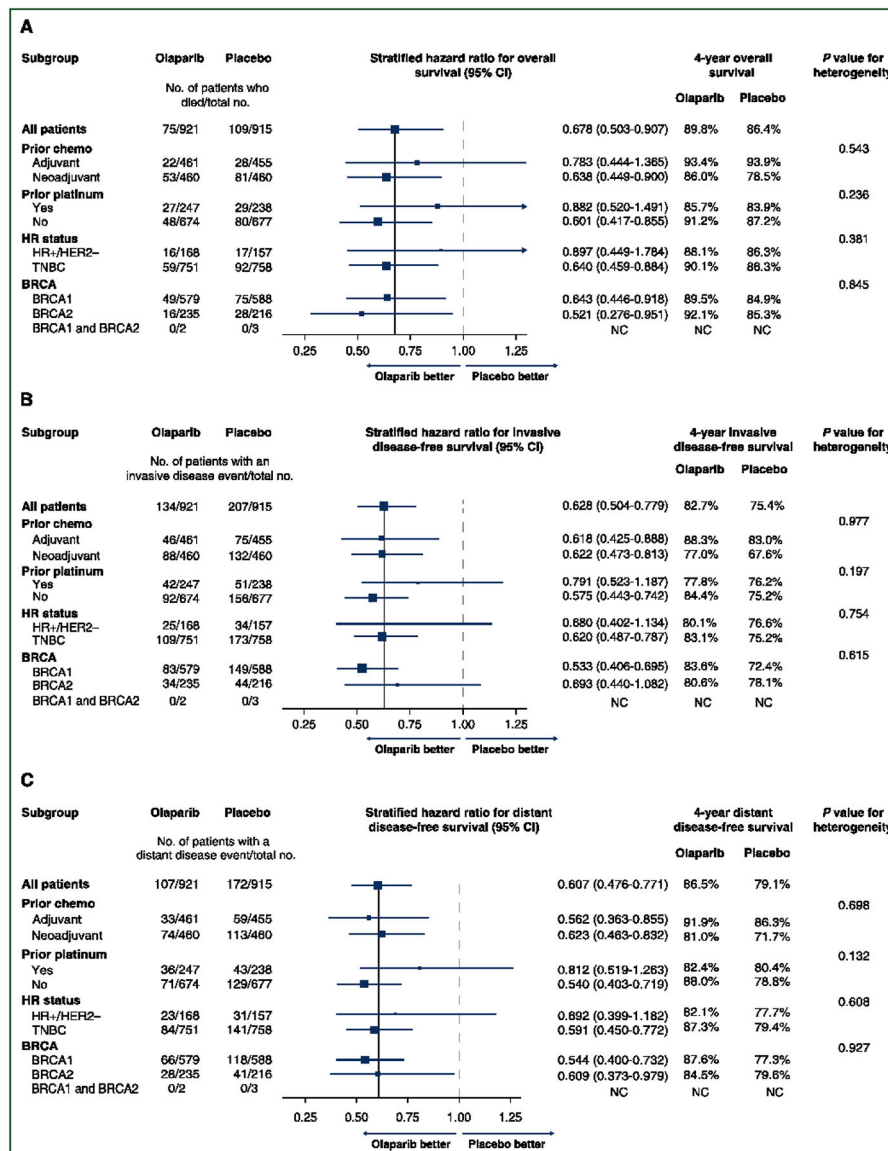 A
Subgroup Olaparib Placebo Stratified hazard ratio for overall survival (95% CI) 4-year overall survival P value for heterogeneity
No. of patients who died/total no. Olaparib Placebo
All patients 75/921 109/915 0.678 (0.503-0.907) 89.8% 86.4%
Prior chemo 0.543
Adjuvant 22/461 28/455 0.783 (0.444-1.365) 93.4% 93.9%
Neoadjuvant 53/460 81/460 0.638 (0.449-0.900) 86.0% 78.5%
Prior platinum 0.236
Yes 27/247 29/238 0.882 (0.520-1.491) 85.7% 83.9%
No 48/674 80/677 0.601 (0.417-0.855) 91.2% 87.2%
HR status 0.381
HR+/HER2– 16/168 17/157 0.897 (0.449-1.784) 88.1% 86.3%
TNBC 59/751 92/758 0.640 (0.459-0.884) 90.1% 86.3%
BRCA 0.845
BRCA1 49/579 75/588 0.643 (0.446-0.918) 89.5% 84.9%
BRCA2 16/235 28/216 0.521 (0.276-0.951) 92.1% 85.3%
BRCA1 and BRCA2 0/2 0/3 NC NC NC
0.25 0.50 0.75 1.00 1.25
Olaparib better Placebo better
B
Subgroup Olaparib Placebo Stratified hazard ratio for invasive disease-free survival (95% CI) 4-year invasive disease-free survival P value for heterogeneity
No. of patients with an invasive disease event/total no. Olaparib Placebo
All patients 134/921 207/915 0.628 (0.504-0.779) 82.7% 75.4%
Prior chemo 0.977
Adjuvant 46/461 75/455 0.618 (0.425-0.888) 88.3% 83.0%
Neoadjuvant 88/460 132/460 0.622 (0.473-0.813) 77.0% 67.6%
Prior platinum 0.197
Yes 42/247 51/238 0.791 (0.523-1.187) 77.8% 76.2%
No 92/674 156/677 0.575 (0.443-0.742) 84.4% 75.2%
HR status 0.754
HR+/HER2– 25/168 34/157 0.680 (0.402-1.134) 80.1% 76.6%
TNBC 109/751 173/758 0.620 (0.487-0.787) 83.1% 75.2%
BRCA 0.615
BRCA1 83/579 149/588 0.533 (0.406-0.695) 83.6% 72.4%
BRCA2 34/235 44/216 0.693 (0.440-1.082) 80.6% 78.1%
BRCA1 and BRCA2 0/2 0/3 NC NC NC
0.25 0.50 0.75 1.00 1.25
Olaparib better Placebo better
C
Subgroup Olaparib Placebo Stratified hazard ratio for distant disease-free survival (95% CI) 4-year distant disease-free survival P value for heterogeneity
No. of patients with a distant disease event/total no. Olaparib Placebo
All patients 107/921 172/915 0.607 (0.476-0.771) 86.5% 79.1%
Prior chemo 0.698
Adjuvant 33/461 59/455 0.562 (0.363-0.855) 91.9% 86.3%
Neoadjuvant 74/460 113/460 0.623 (0.463-0.832) 81.0% 71.7%
Prior platinum 0.132
Yes 36/247 43/238 0.812 (0.519-1.263) 82.4% 80.4%
No 71/674 129/677 0.540 (0.403-0.719) 88.0% 78.8%
HR status 0.608
HR+/HER2– 23/168 31/157 0.692 (0.399-1.182) 82.1% 77.7%
TNBC 84/751 141/758 0.591 (0.450-0.772) 87.3% 79.4%
BRCA 0.927
BRCA1 66/579 118/588 0.544 (0.400-0.732) 87.6% 77.3%
BRCA2 28/235 41/216 0.609 (0.373-0.979) 84.5% 79.6%
BRCA1 and BRCA2 0/2 0/3 NC NC NC
0.25 0.50 0.75 1.00 1.25
Olaparib better Placebo better